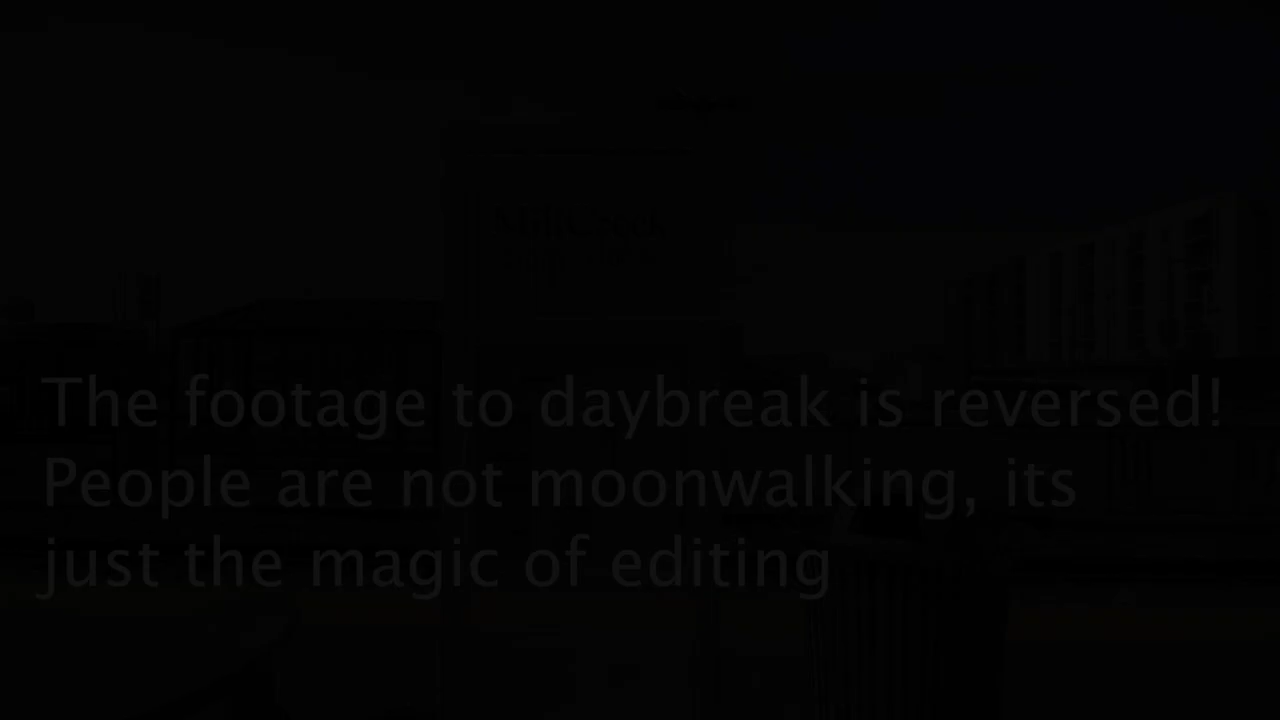 The footage to daybreak is reversed!
People are not moonwalking, its
just the magic of editing